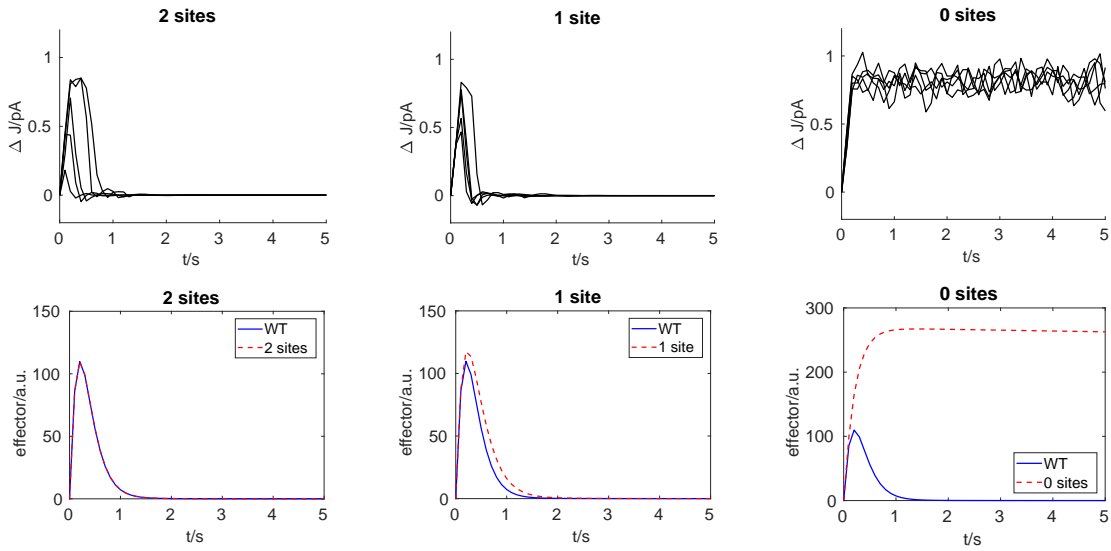 2 sites
1 site
0 sites
Δ J/pA
1
0.5
0
0 1 2 3 4 5
t/s
Δ J/pA
1
0.5
0
0 1 2 3 4 5
t/s
Δ J/pA
1
0.5
0
0 1 2 3 4 5
t/s
2 sites
1 site
0 sites
effector/a.u.
150
100
50
0
0 1 2 3 4 5
t/s
WT
2 sites
effector/a.u.
150
100
50
0
0 1 2 3 4 5
t/s
WT
1 site
effector/a.u.
300
200
100
0
0 1 2 3 4 5
t/s
WT
0 sites